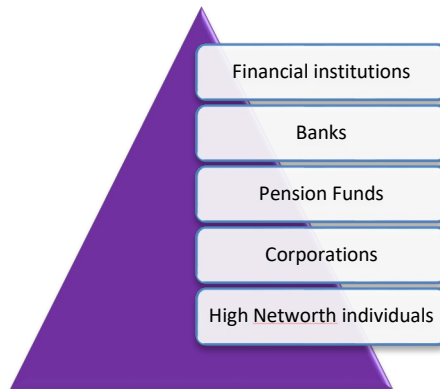 Financial institutions
Banks
Pension Funds
Corporations
High Networth individuals